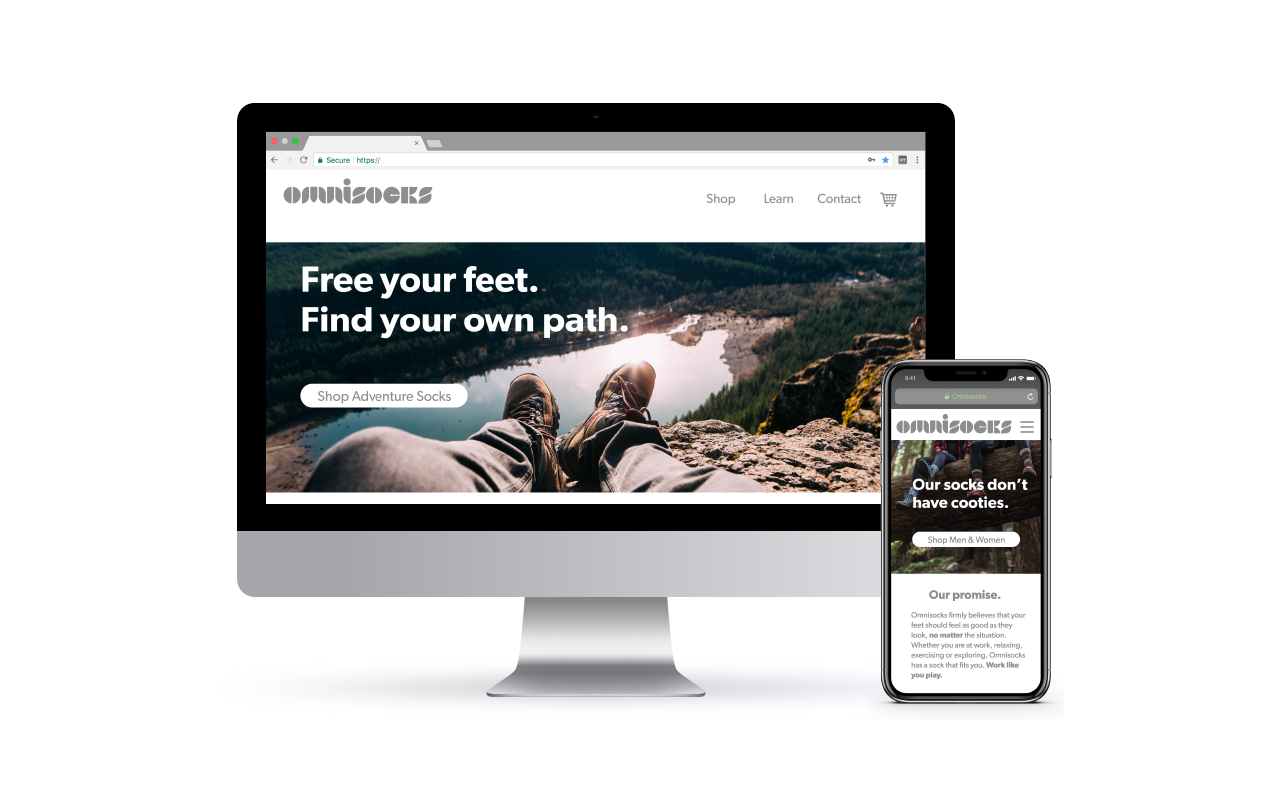 Secure https://
omnisocks
Shop Learn Contact
Free your feet.
Find your own path.
Shop Adventure Socks
9:41
Omnisocks
omnisocks
Our socks don't
have cooties.
Shop Men & Women
Our promise.
Omnisocks firmly believes that your
feet should feel as good as they
look, no matter the situation.
Whether you are at work, relaxing,
exercising or exploring, Omnisocks
has a sock that fits you. Work like
you play.